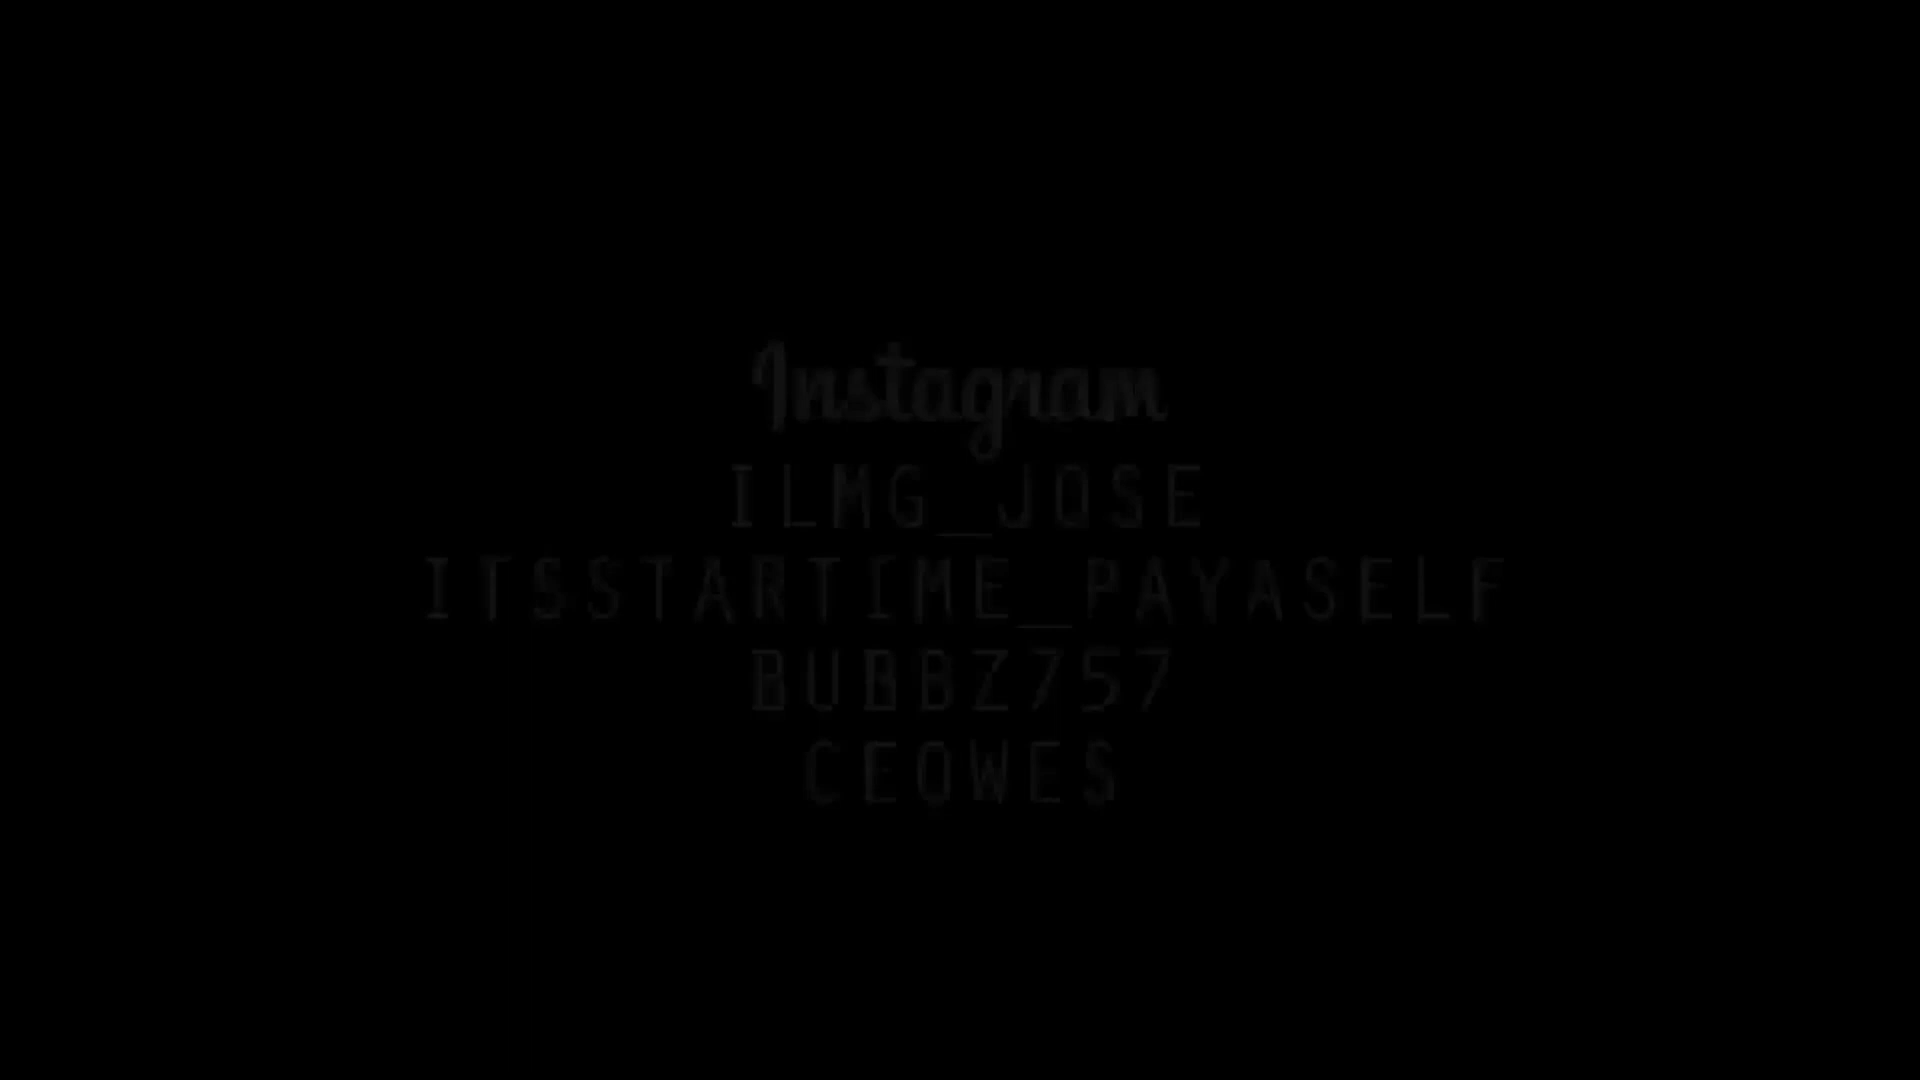 Instagram
ILMG_JOSE
ITSSTARTIME_PAYASELF
BUBBZ757
CEOWES